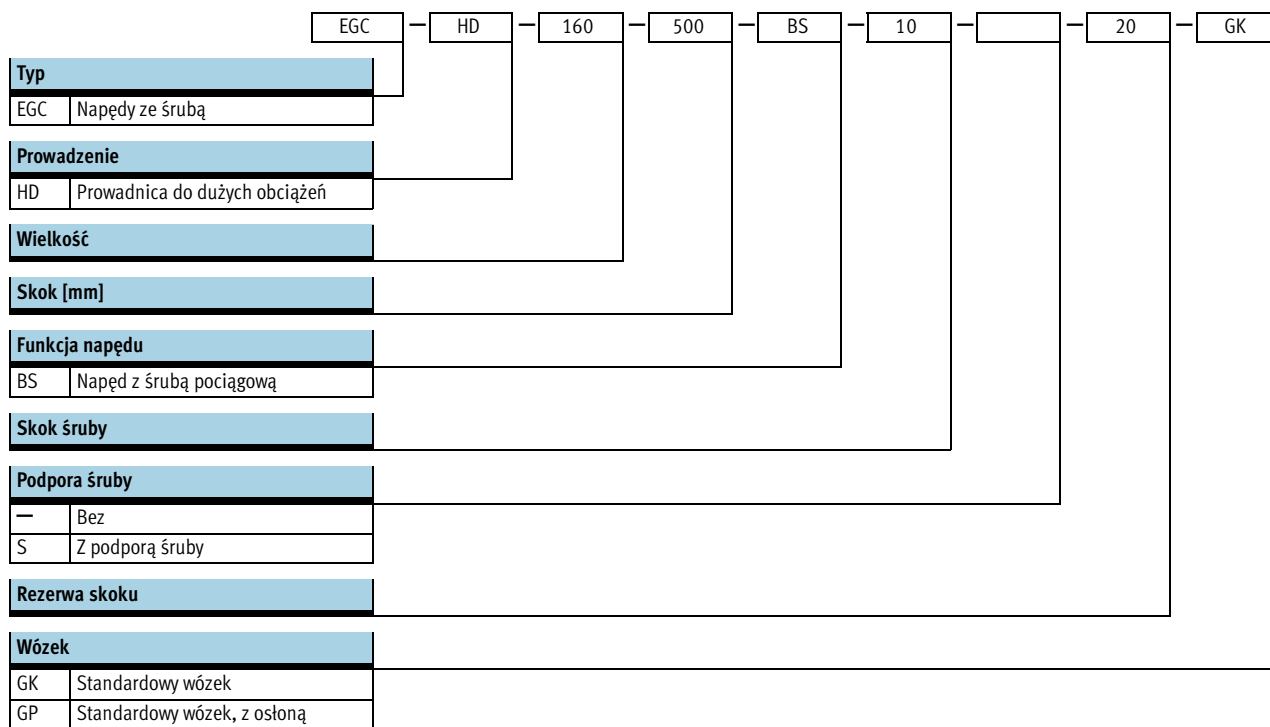 EGC — HD — 160 — 500 — BS — 10 — — 20 — GK
Typ
EGC Napędy ze śrubą
Prowadzenie
HD Prowadnica do dużych obciążeń
Wielkość
Skok [mm]
Funkcja napędu
BS Napęd z śrubą pociągową
Skok śruby
Podpora śruby
— Bez
S Z podporą śruby
Rezerwa skoku
Wózek
GK Standardowy wózek
GP Standardowy wózek, z osłoną